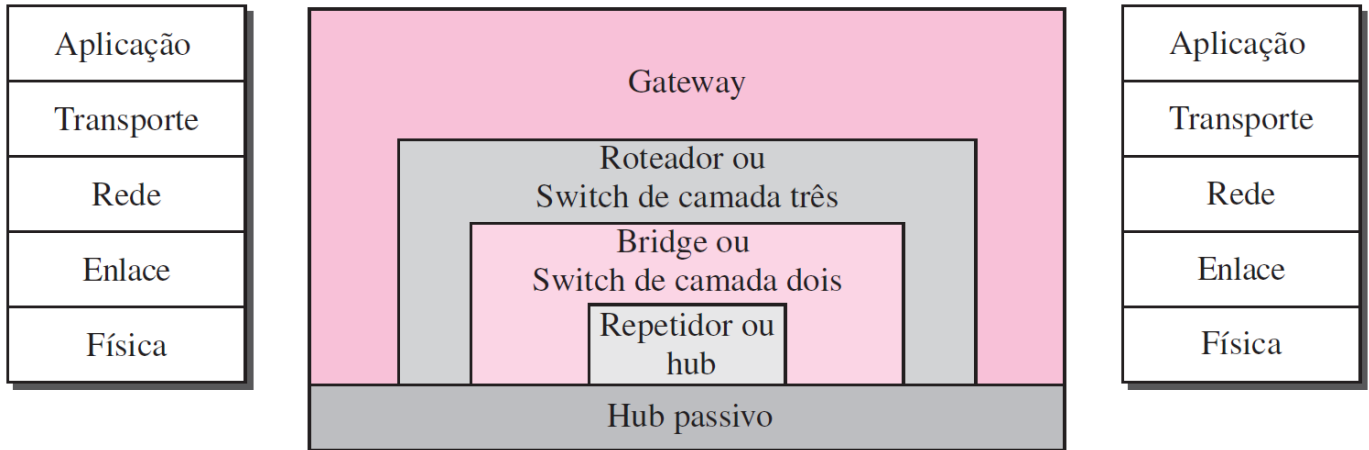 Aplicação
Transporte
Rede
Enlace
Física
Gateway
Roteador ou
Switch de camada três
Bridge ou
Switch de camada dois
Repetidor ou
hub
Hub passivo
Aplicação
Transporte
Rede
Enlace
Física